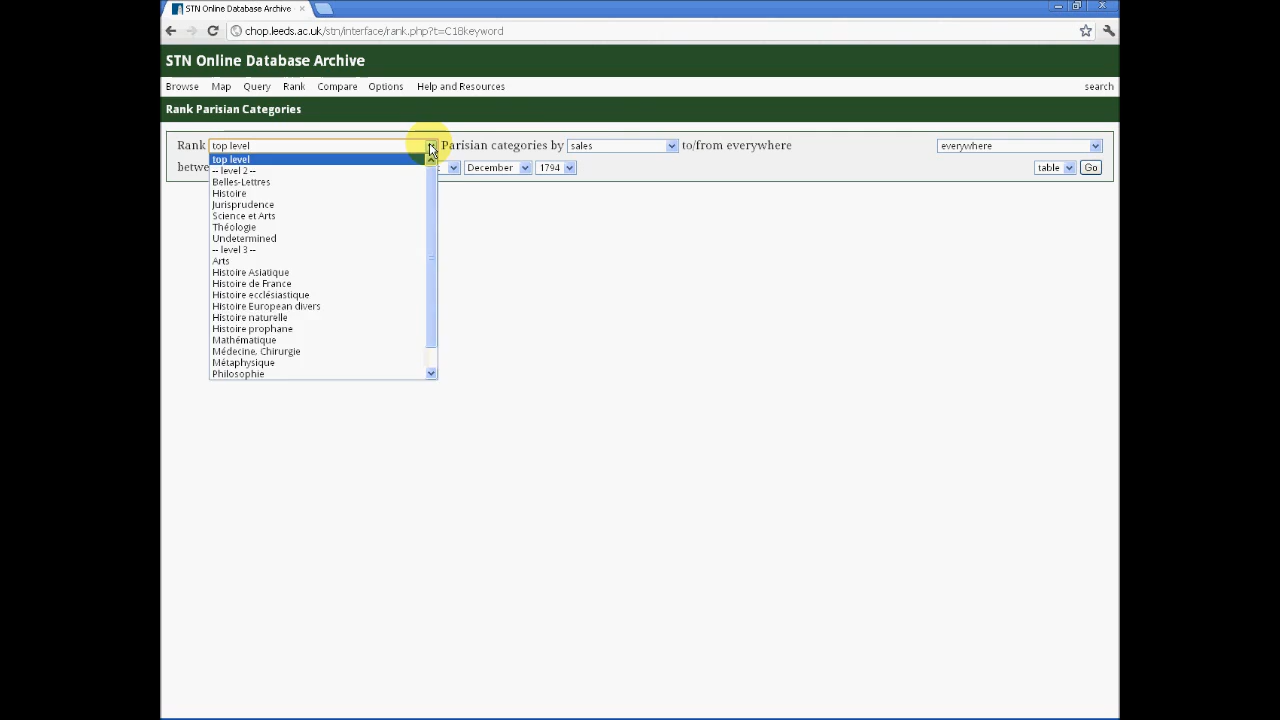 STN Online Database Archive
chop.leeds.ac.uk/stn/interface/rank.php?t=C18keyword
STN Online Database Archive
Browse Map Query Rank Compare Options Help and Resources search
Rank Parisian Categories
Rank top level Parisian categories by sales to/from everywhere everywhere
betwe December 1794 table Go
top level
-- level 2 --
Belles-Lettres
Histoire
Jurisprudence
Science et Arts
Théologie
Undetermined
-- level 3 --
Arts
Histoire Asiatique
Histoire de France
Histoire ecclésiastique
Histoire European divers
Histoire naturelle
Histoire prophane
Mathématique
Médecine, Chirurgie
Métaphysique
Philosophie